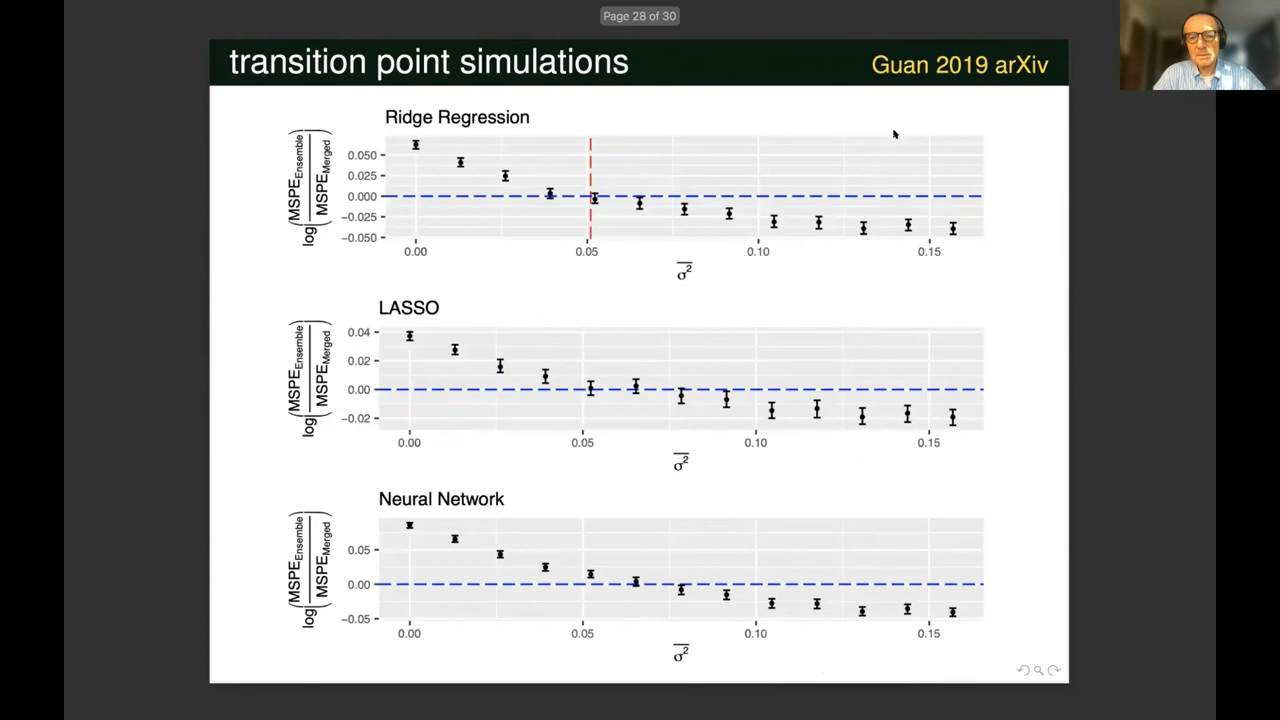 Page 28 of 30
transition point simulations
Guan 2019 arXiv
Ridge Regression
log(MSPE_Ensemble / MSPE_Merged)
0.050
0.025
0.000
−0.025
−0.050
0.00 0.05 0.10 0.15
σ²
LASSO
log(MSPE_Ensemble / MSPE_Merged)
0.04
0.02
0.00
−0.02
0.00 0.05 0.10 0.15
σ²
Neural Network
log(MSPE_Ensemble / MSPE_Merged)
0.05
0.00
−0.05
0.00 0.05 0.10 0.15
σ²